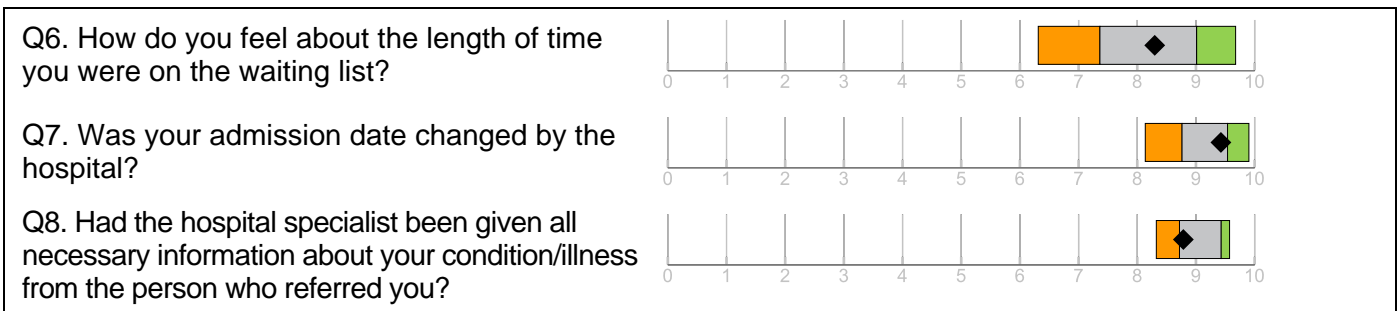 Q6. How do you feel about the length of time
you were on the waiting list?
0 1 2 3 4 5 6 7 8 9 10
Q7. Was your admission date changed by the
hospital?
0 1 2 3 4 5 6 7 8 9 10
Q8. Had the hospital specialist been given all
necessary information about your condition/illness
from the person who referred you?
0 1 2 3 4 5 6 7 8 9 10